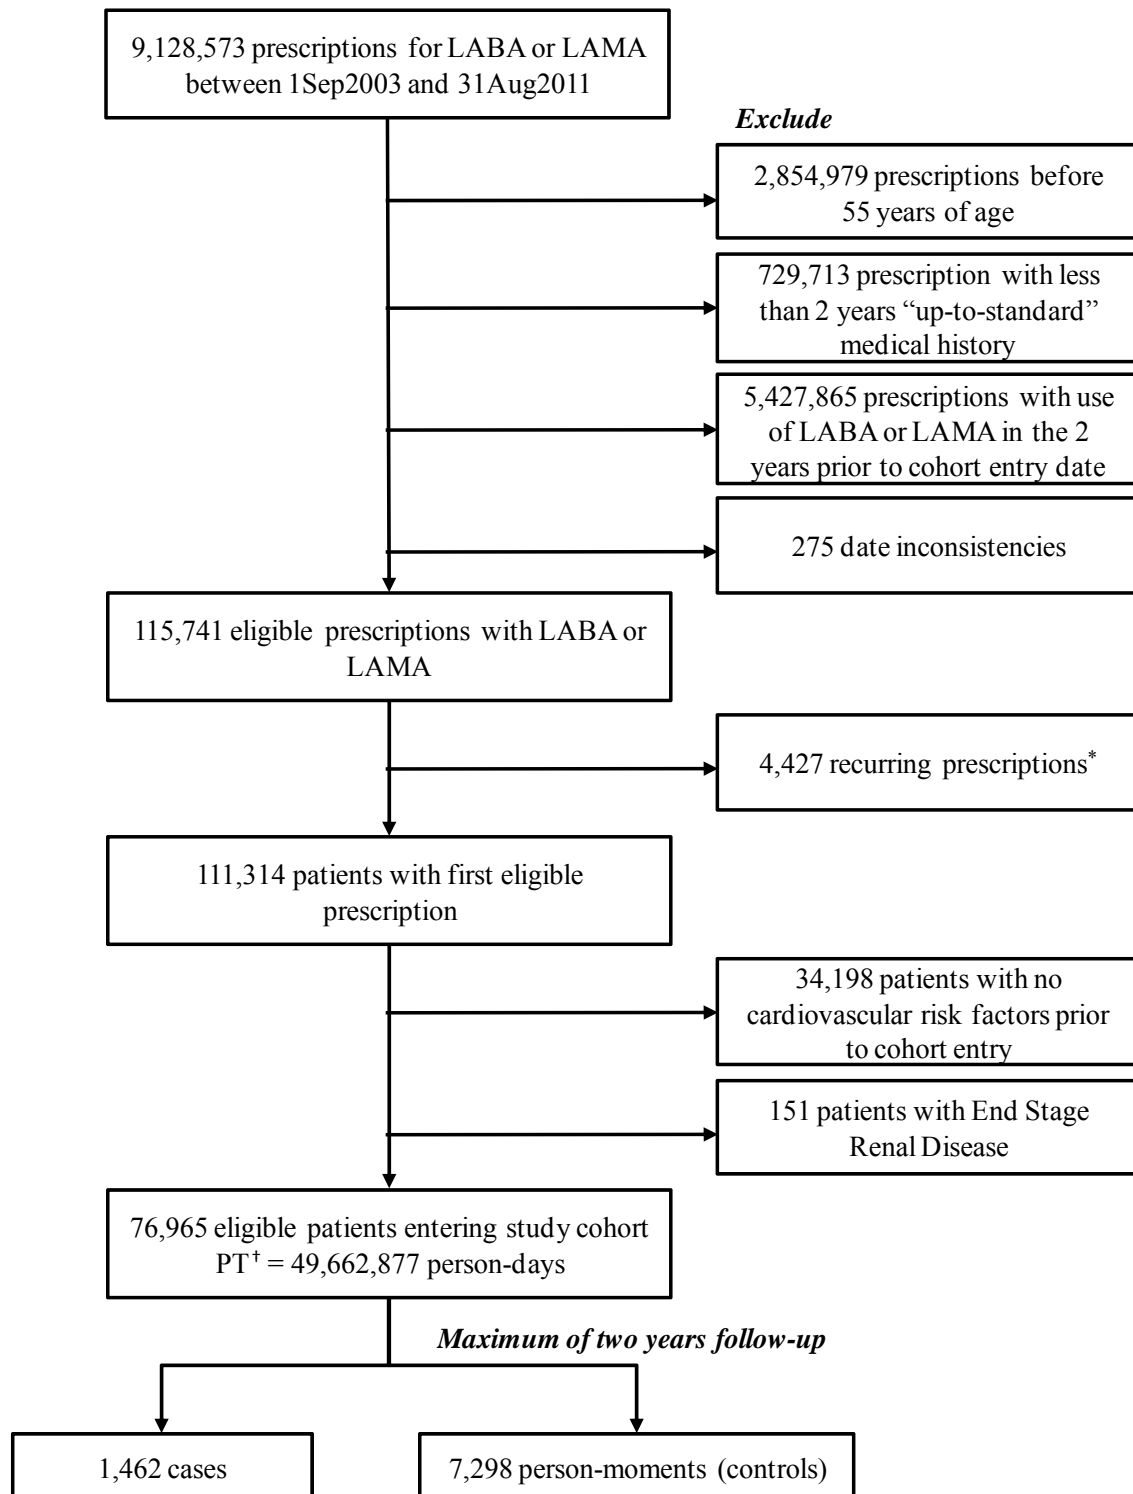 9,128,573 prescriptions for LABA or LAMA
between 1Sep2003 and 31Aug2011
Exclude
2,854,979 prescriptions before
55 years of age
729,713 prescription with less
than 2 years “up-to-standard”
medical history
5,427,865 prescriptions with use
of LABA or LAMA in the 2
years prior to cohort entry date
275 date inconsistencies
115,741 eligible prescriptions with LABA or
LAMA
4,427 recurring prescriptions*
111,314 patients with first eligible
prescription
34,198 patients with no
cardiovascular risk factors prior
to cohort entry
151 patients with End Stage
Renal Disease
76,965 eligible patients entering study cohort
PT† = 49,662,877 person-days
Maximum of two years follow-up
1,462 cases
7,298 person-moments (controls)